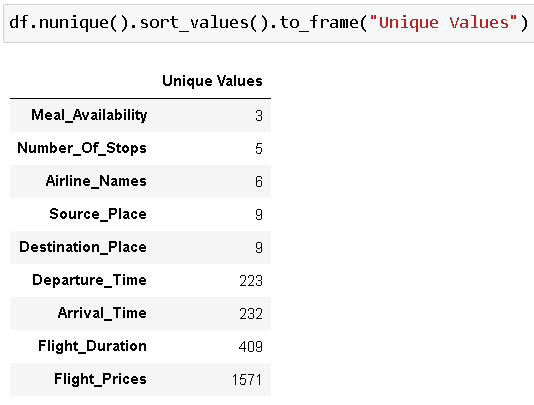 df.nunique().sort_values().to_frame("Unique Values")
Unique Values
Meal_Availability 3
Number_Of_Stops 5
Airline_Names 6
Source_Place 9
Destination_Place 9
Departure_Time 223
Arrival_Time 232
Flight_Duration 409
Flight_Prices 1571